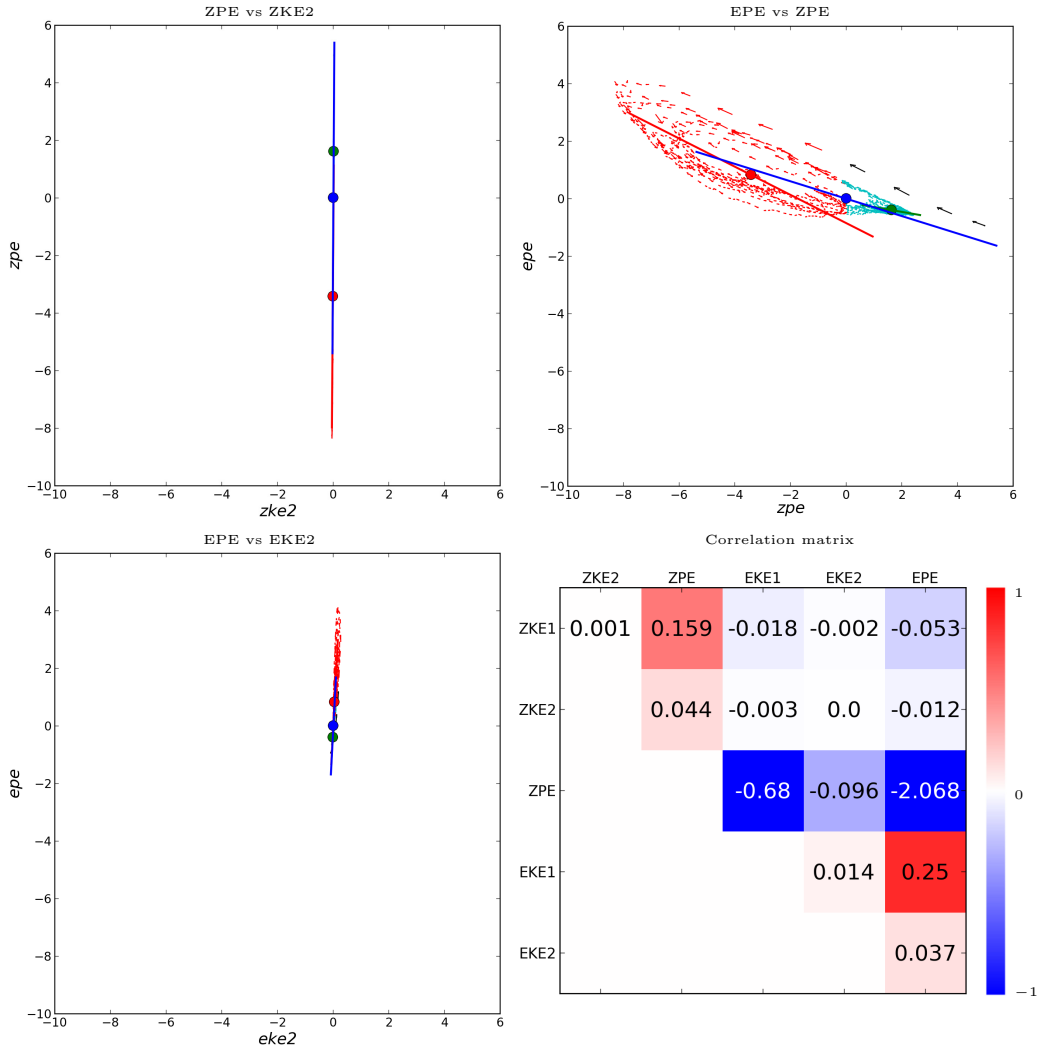 ZPE vs ZKE2
EPE vs ZPE
6
4
2
0
−2
−4
−6
−8
−10
zpe
−10 −8 −6 −4 −2 0 2 4 6
zke2
6
4
2
0
−2
−4
−6
−8
−10
epe
−10 −8 −6 −4 −2 0 2 4 6
zpe
EPE vs EKE2
Correlation matrix
6
4
2
0
−2
−4
−6
−8
−10
epe
−10 −8 −6 −4 −2 0 2 4 6
eke2
ZKE2 ZPE EKE1 EKE2 EPE
ZKE1 0.001 0.159 -0.018 -0.002 -0.053
ZKE2 0.044 -0.003 0.0 -0.012
ZPE -0.68 -0.096 -2.068
EKE1 0.014 0.25
EKE2 0.037
1
0
−1